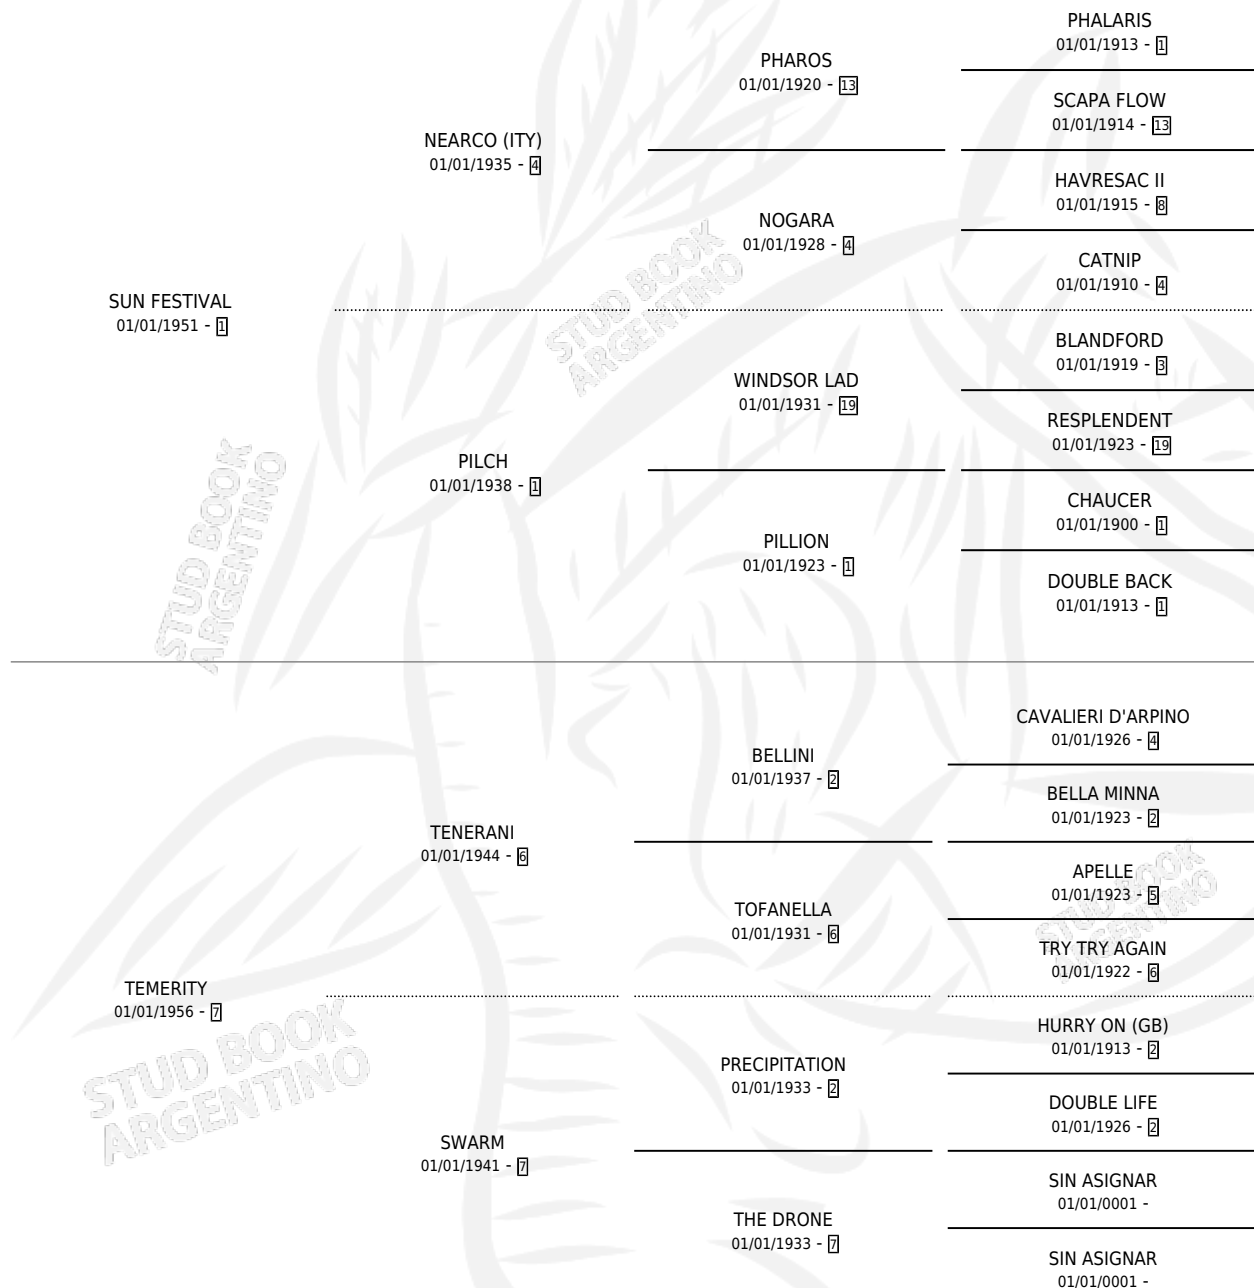 PHALARIS
01/01/1913 - 1
PHAROS
01/01/1920 - 13
SCAPA FLOW
01/01/1914 - 13
NEARCO (ITY)
01/01/1935 - 4
HAVRESAC II
01/01/1915 - 8
NOGARA
01/01/1928 - 4
CATNIP
01/01/1910 - 4
SUN FESTIVAL
01/01/1951 - 1
STUD BOOK
ARGENTINO
BLANDFORD
01/01/1919 - 3
WINDSOR LAD
01/01/1931 - 19
RESPLENDENT
01/01/1923 - 19
PILCH
01/01/1938 - 1
CHAUCER
01/01/1900 - 1
PILLION
01/01/1923 - 1
DOUBLE BACK
01/01/1913 - 1
STUD BOOK
ARGENTINO
CAVALIERI D'ARPINO
01/01/1926 - 4
BELLINI
01/01/1937 - 2
BELLA MINNA
01/01/1923 - 2
TENERANI
01/01/1944 - 6
APELLE
01/01/1923 - 5
STUD BOOK
ARGENTINO
TOFANELLA
01/01/1931 - 6
TRY TRY AGAIN
01/01/1922 - 6
TEMERITY
01/01/1956 - 7
STUD BOOK
ARGENTINO
HURRY ON (GB)
01/01/1913 - 2
PRECIPITATION
01/01/1933 - 2
DOUBLE LIFE
01/01/1926 - 2
SWARM
01/01/1941 - 7
SIN ASIGNAR
01/01/0001 -
THE DRONE
01/01/1933 - 7
SIN ASIGNAR
01/01/0001 -